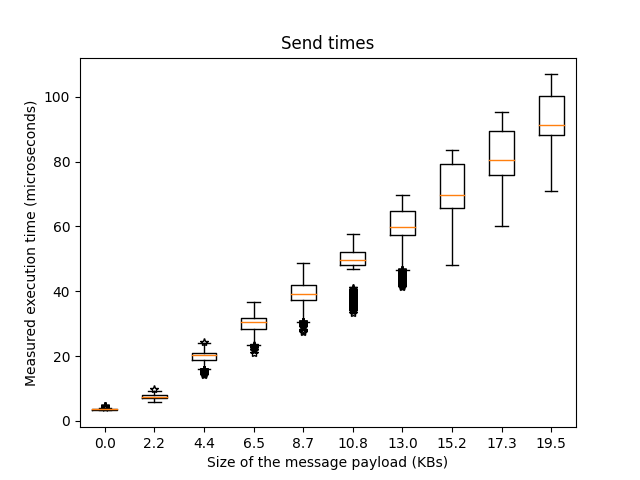 Send times
Measured execution time (microseconds)
100
80
60
40
20
0
0.0 2.2 4.4 6.5 8.7 10.8 13.0 15.2 17.3 19.5
Size of the message payload (KBs)